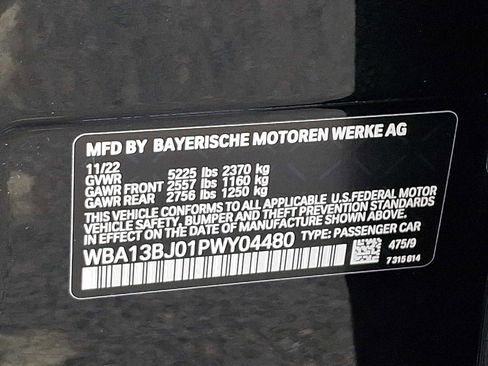 MFD BY BAYERISCHE MOTOREN WERKE AG
11/22
GVWR 5225 lbs 2370 kg
GAWR FRONT 2557 lbs 1160 kg
GAWR REAR 2756 lbs 1250 kg
THIS VEHICLE CONFORMS TO ALL APPLICABLE U.S.FEDERAL MOTOR
VEHICLE SAFETY, BUMPER, AND THEFT PREVENTION STANDARDS
IN EFFECT ON THE DATE OF MANUFACTURE SHOWN ABOVE.
WBA13BJ01PWY04480 TYPE: PASSENGER CAR
475/9
7 315 014